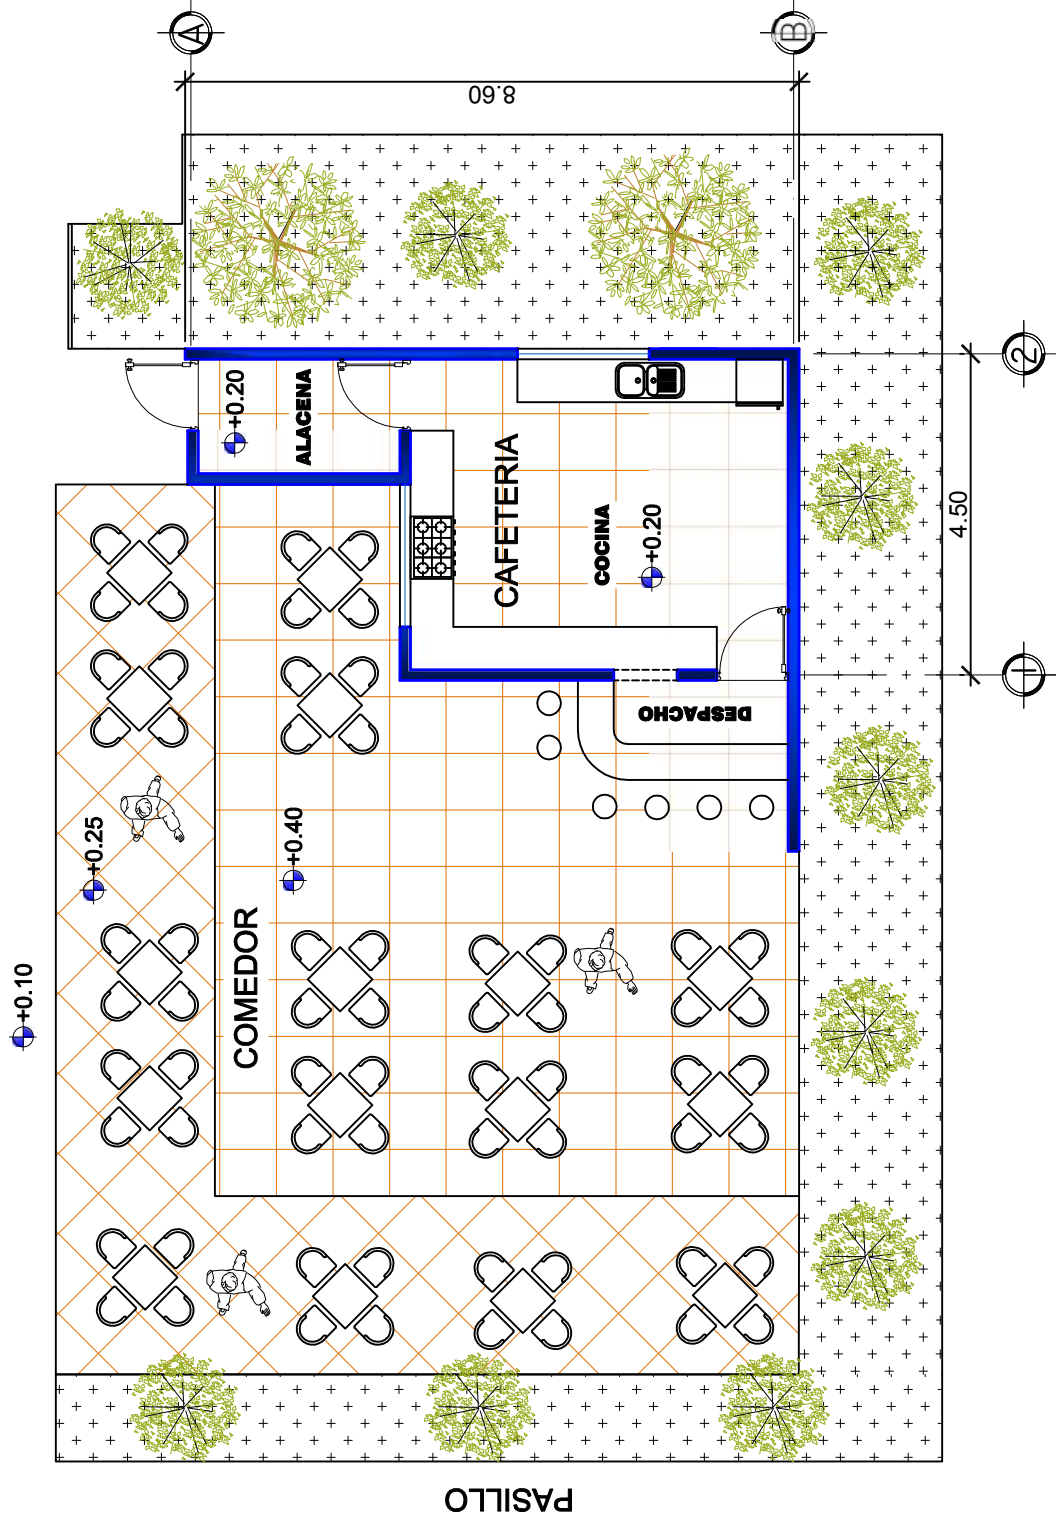 A
B
8.60
2
+0.20
ALACENA
CAFETERIA
COCINA
+0.20
4.50
1
DESPACHO
+0.25
+0.40
COMEDOR
+0.10
PASILLO